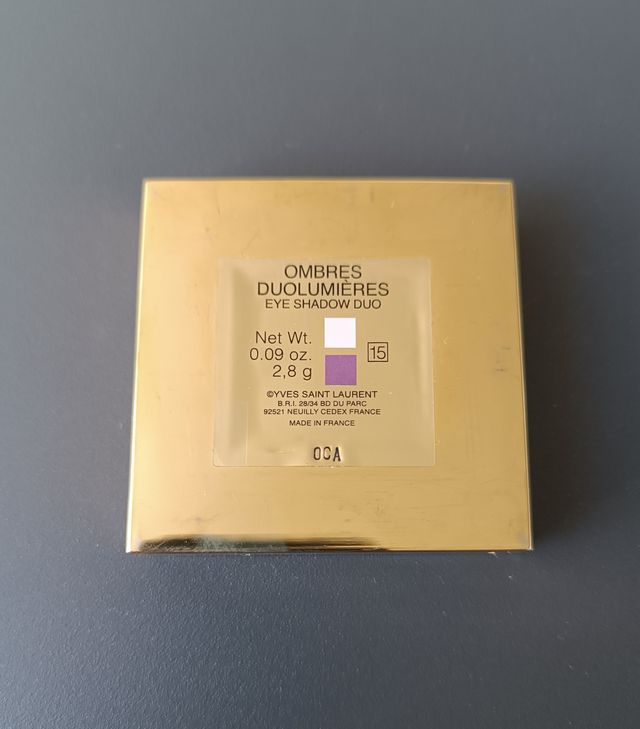 OMBRES
DUOLUMIÈRES
EYE SHADOW DUO
Net Wt.
0.09 oz.
2,8 g
15
©YVES SAINT LAURENT
B.R.I. 28/34 BD DU PARC
92521 NEUILLY CEDEX FRANCE
MADE IN FRANCE
0CA